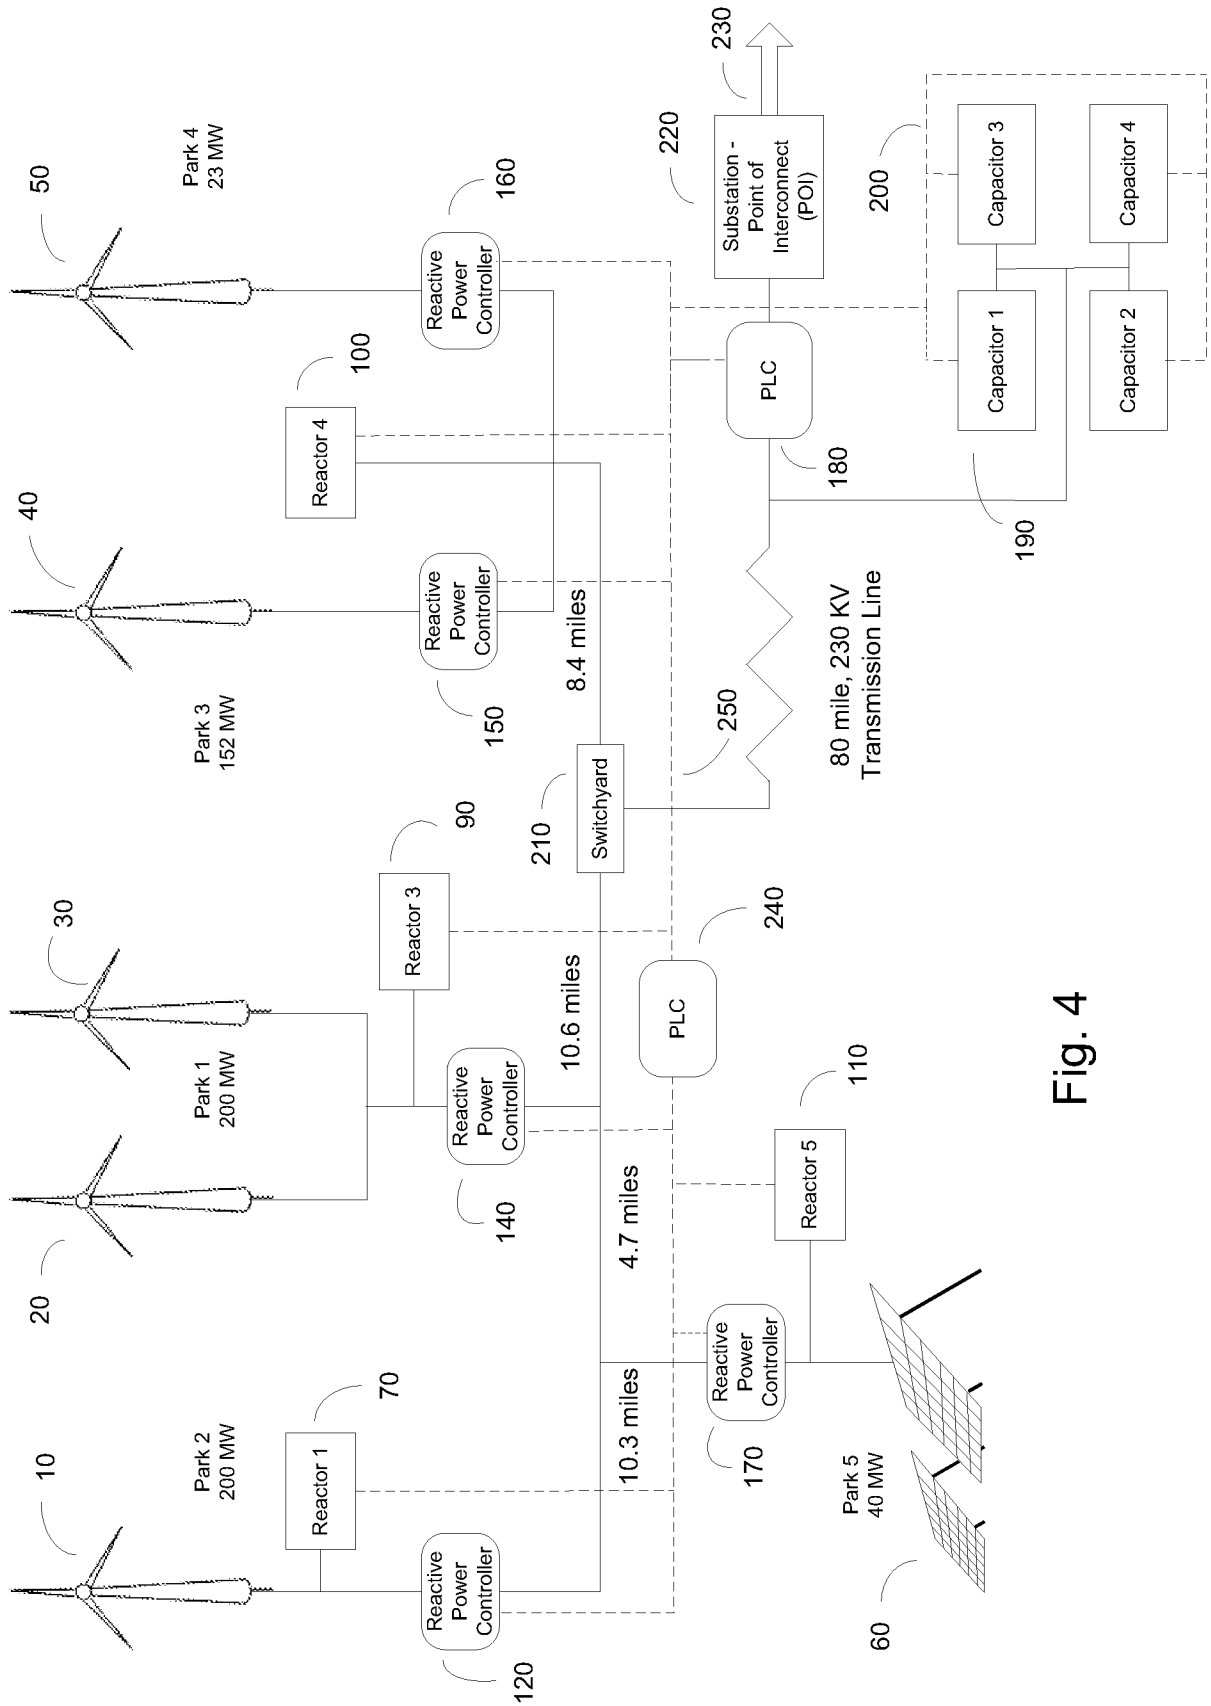 10
Park 2
200 MW
Reactor 1
70
Reactive
Power
Controller
120
20
Park 1
200 MW
30
Reactor 3
90
Reactive
Power
Controller
140
40
Park 3
152 MW
Reactive
Power
Controller
150
Reactor 4
100
50
Park 4
23 MW
Reactive
Power
Controller
160
10.3 miles
4.7 miles
10.6 miles
210
Switchyard
8.4 miles
Reactive
Power
Controller
170
Reactor 5
110
PLC
240
250
80 mile, 230 KV
Transmission Line
PLC
180
220
Substation -
Point of
Interconnect
(POI)
230
Park 5
40 MW
60
190
200
Capacitor 1
Capacitor 3
Capacitor 2
Capacitor 4
Fig. 4